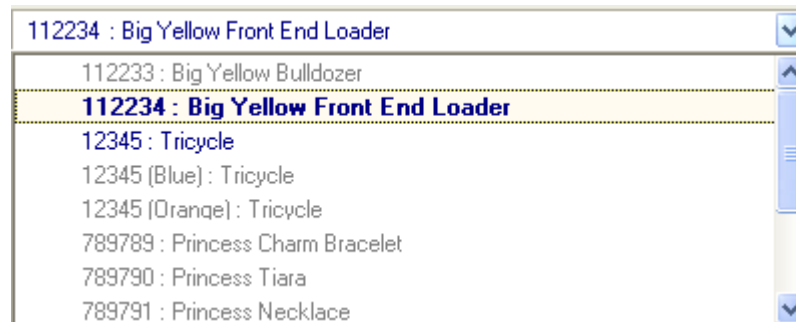 112234 : Big Yellow Front End Loader
112233 : Big Yellow Bulldozer
112234 : Big Yellow Front End Loader
12345 : Tricycle
12345 (Blue) : Tricycle
12345 (Orange) : Tricycle
789789 : Princess Charm Bracelet
789790 : Princess Tiara
789791 : Princess Necklace